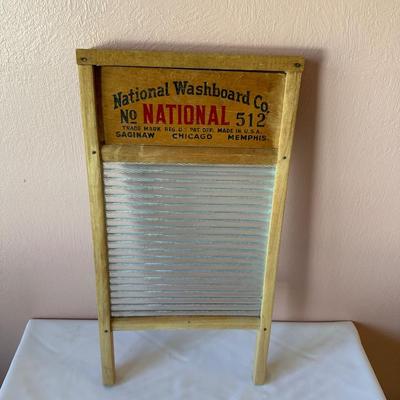 National Washboard Co.
No NATIONAL 512
TRADE MARK REG. U.S. PAT. OFF. MADE IN U.S.A.
SAGINAW CHICAGO MEMPHIS